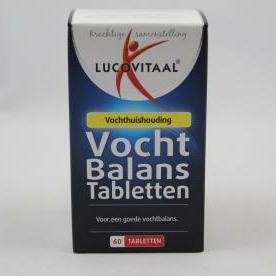 Krachtige samenstelling
LUCOVITAAL®
Vochthuishouding
Vocht
Balans
Tabletten
Voor een goede vochtbalans.
60 TABLETTEN